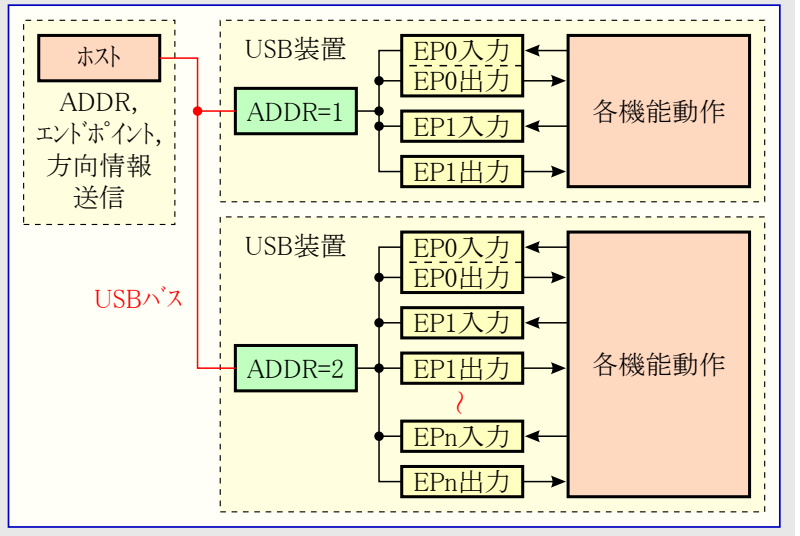 ホスト
ADDR,
エンドポイント,
方向情報
送信
USBバス
USB装置
ADDR=1
EP0入力
EP0出力
EP1入力
EP1出力
各機能動作
USB装置
ADDR=2
EP0入力
EP0出力
EP1入力
EP1出力
~
EPn入力
EPn出力
各機能動作